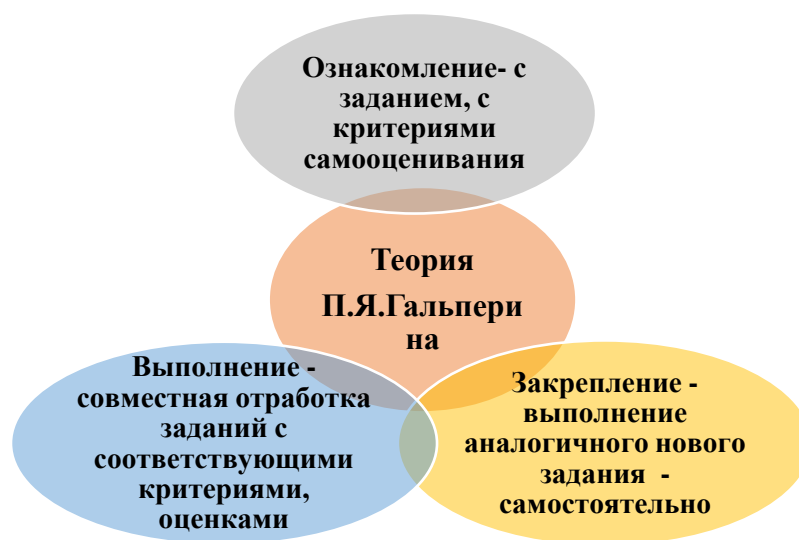 Ознакомление- с
заданием, с
критериями
самооценивания
Теория
П.Я.Гальпери
на
Выполнение -
совместная отработка
заданий с
соответствующими
критериями,
оценками
Закрепление -
выполнение
аналогичного нового
задания -
самостоятельно